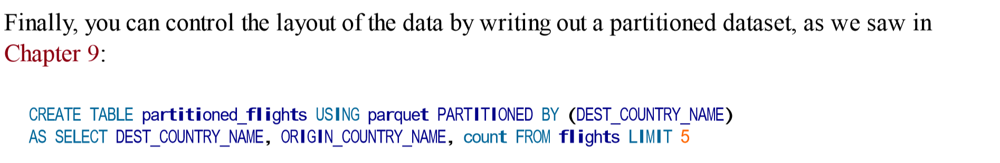 Finally, you can control the layout of the data by writing out a partitioned dataset, as we saw in
Chapter 9:
CREATE TABLE partitioned_flights USING parquet PARTITIONED BY (DEST_COUNTRY_NAME)
AS SELECT DEST_COUNTRY_NAME, ORIGIN_COUNTRY_NAME, count FROM flights LIMIT 5